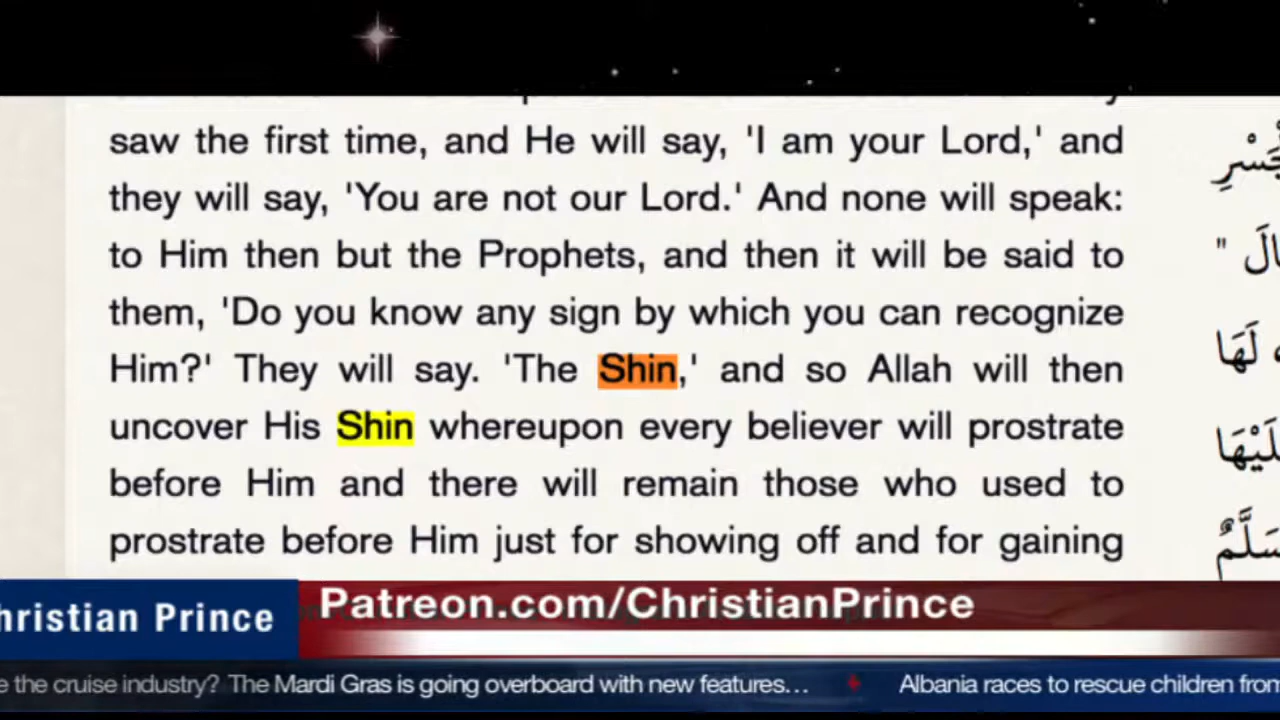 saw the first time, and He will say, 'I am your Lord,' and
they will say, 'You are not our Lord.' And none will speak:
to Him then but the Prophets, and then it will be said to
them, 'Do you know any sign by which you can recognize
Him?' They will say. 'The Shin,' and so Allah will then
uncover His Shin whereupon every believer will prostrate
before Him and there will remain those who used to
prostrate before Him just for showing off and for gaining
لَهَا
hristian Prince
Patreon.com/ChristianPrince
e the cruise industry? The Mardi Gras is going overboard with new features... Albania races to rescue children from